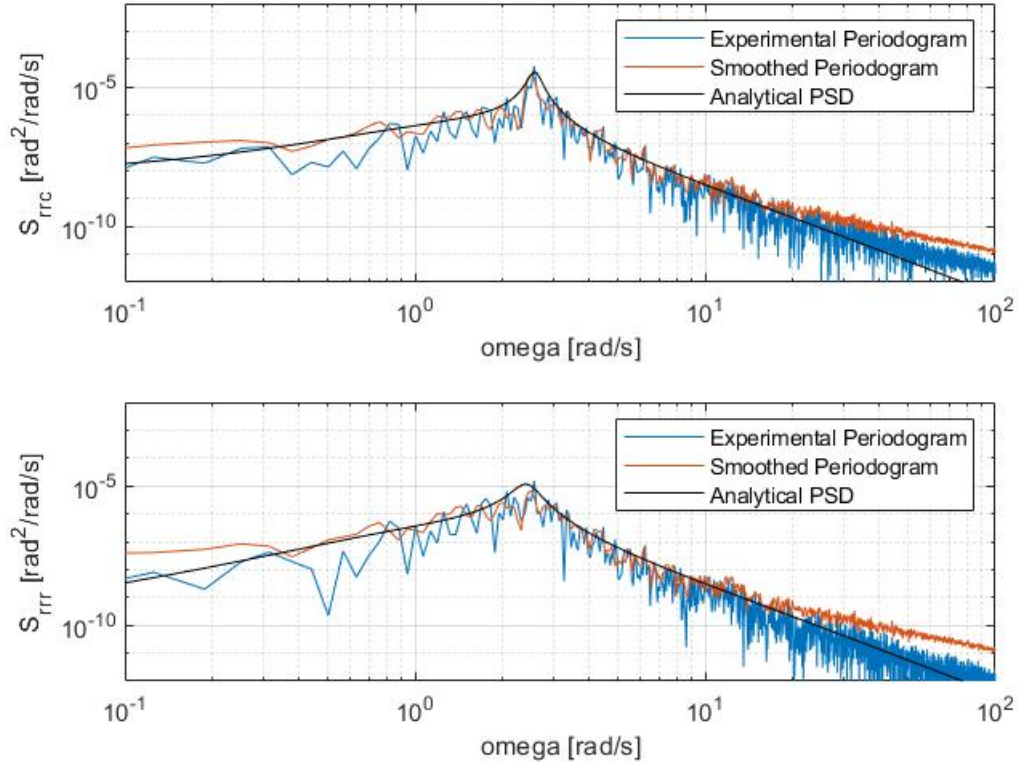 Experimental Periodogram
Smoothed Periodogram
Analytical PSD
S_rrc [rad^2/rad/s]
10^-5
10^-10
10^-1 10^0 10^1 10^2
omega [rad/s]
Experimental Periodogram
Smoothed Periodogram
Analytical PSD
S_rrr [rad^2/rad/s]
10^-5
10^-10
10^-1 10^0 10^1 10^2
omega [rad/s]